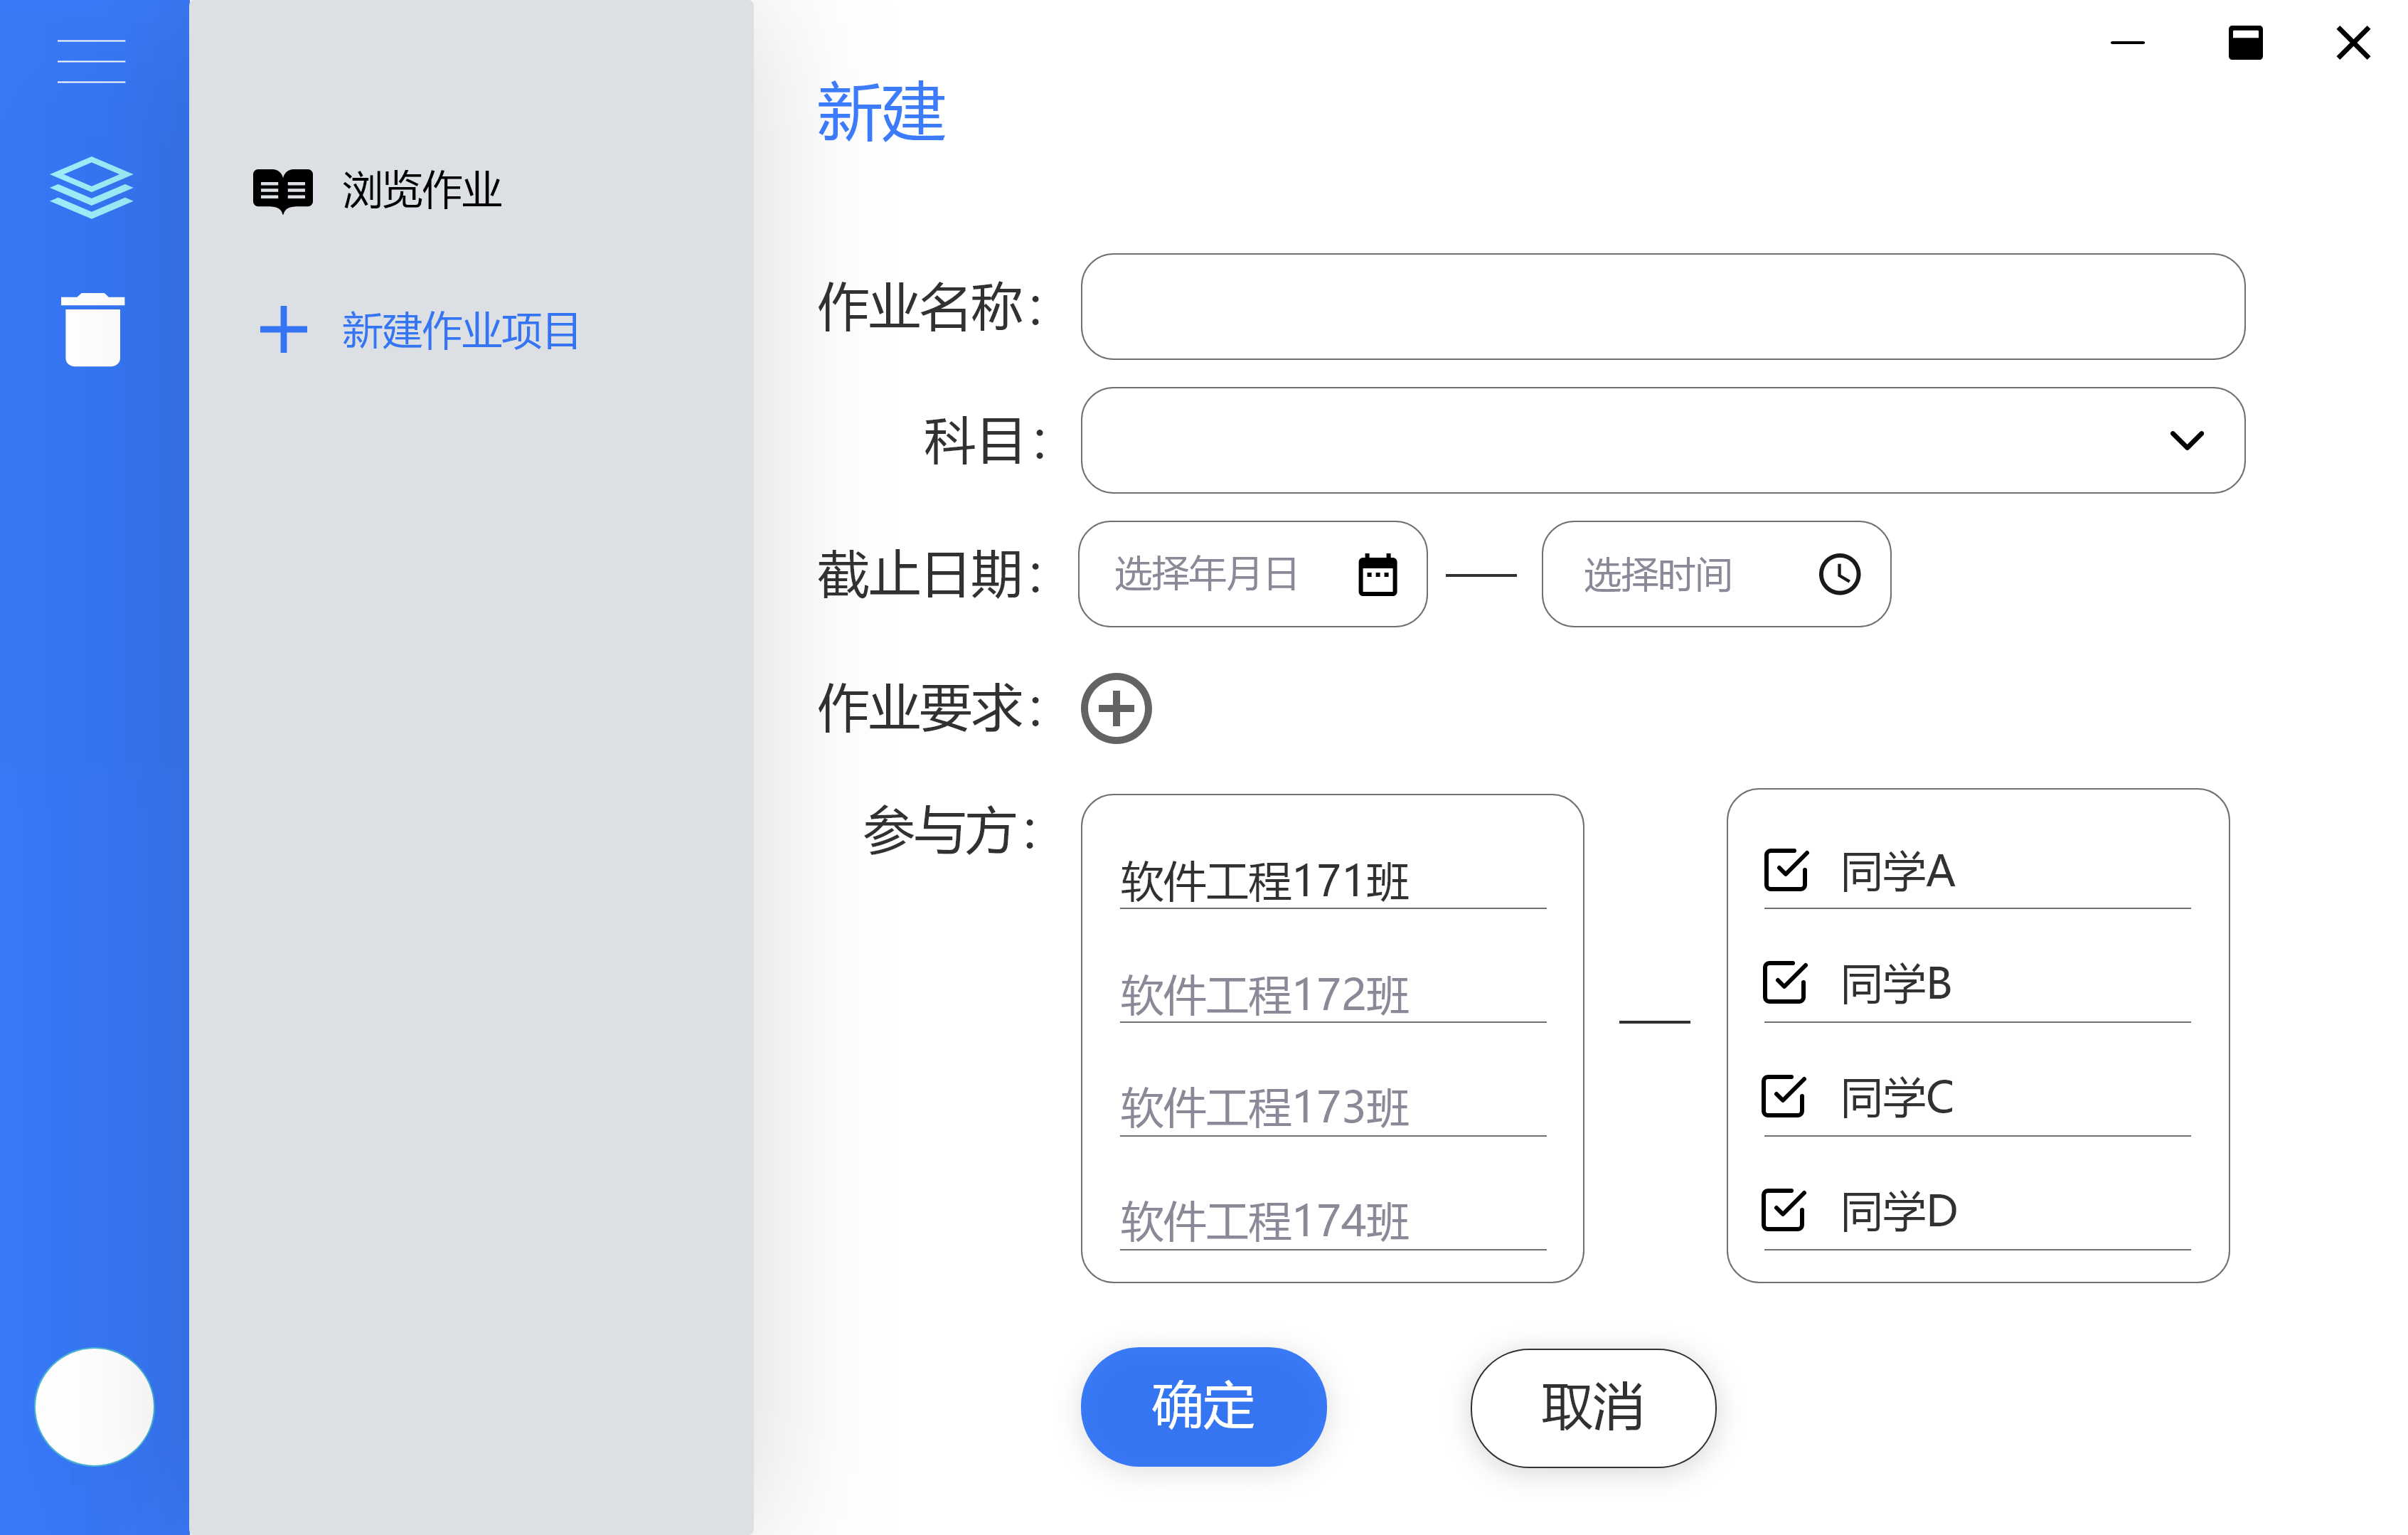 浏览作业
新建作业项目
新建
作业名称：
科目：
截止日期：
选择年月日
选择时间
作业要求：
参与方：
软件工程171班
软件工程172班
软件工程173班
软件工程174班
同学A
同学B
同学C
同学D
确定
取消